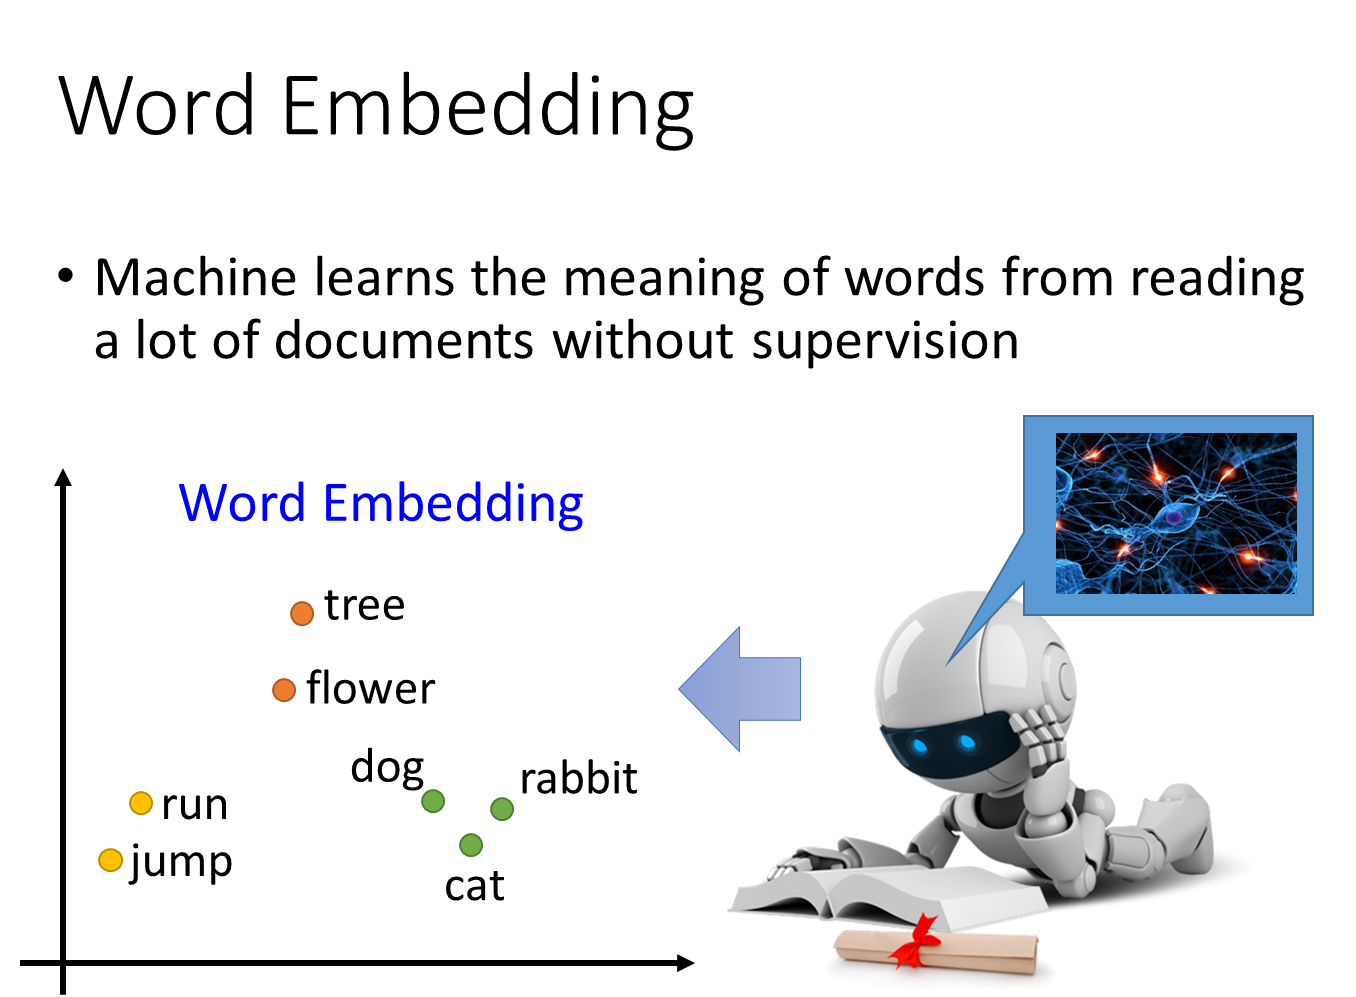 Word Embedding
• Machine learns the meaning of words from reading
a lot of documents without supervision
Word Embedding
tree
flower
dog
rabbit
run
jump
cat